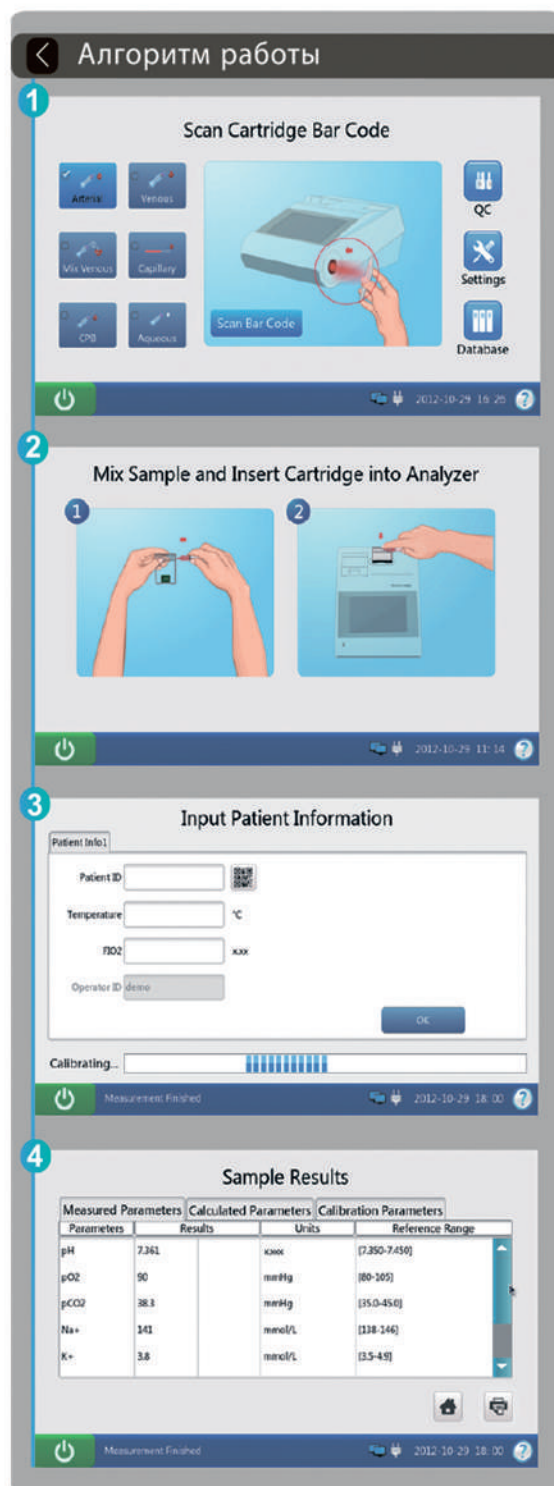 Алгоритм работы
1
Scan Cartridge Bar Code
Arterial
Venous
QC
Mix Venous
Capillary
Settings
CPB
Aqueous
Scan Bar Code
Database
2012-10-29 16:26
?
2
Mix Sample and Insert Cartridge into Analyzer
1
2
2012-10-29 11:14
?
3
Input Patient Information
Patient Info1
Patient ID
Temperature °C
FIO2 x.xx
Operator ID demo
OK
Calibrating...
Measurement Finished 2012-10-29 18:00
?
4
Sample Results
Measured Parameters Calculated Parameters Calibration Parameters
Parameters Results Units Reference Range
pH 7.361 [7.350-7.450]
pO2 90 mmHg [80-105]
pCO2 38.3 mmHg [35.0-45.0]
Na+ 141 mmol/L [138-146]
K+ 3.8 mmol/L [3.5-4.9]
Measurement Finished 2012-10-29 18:00
?